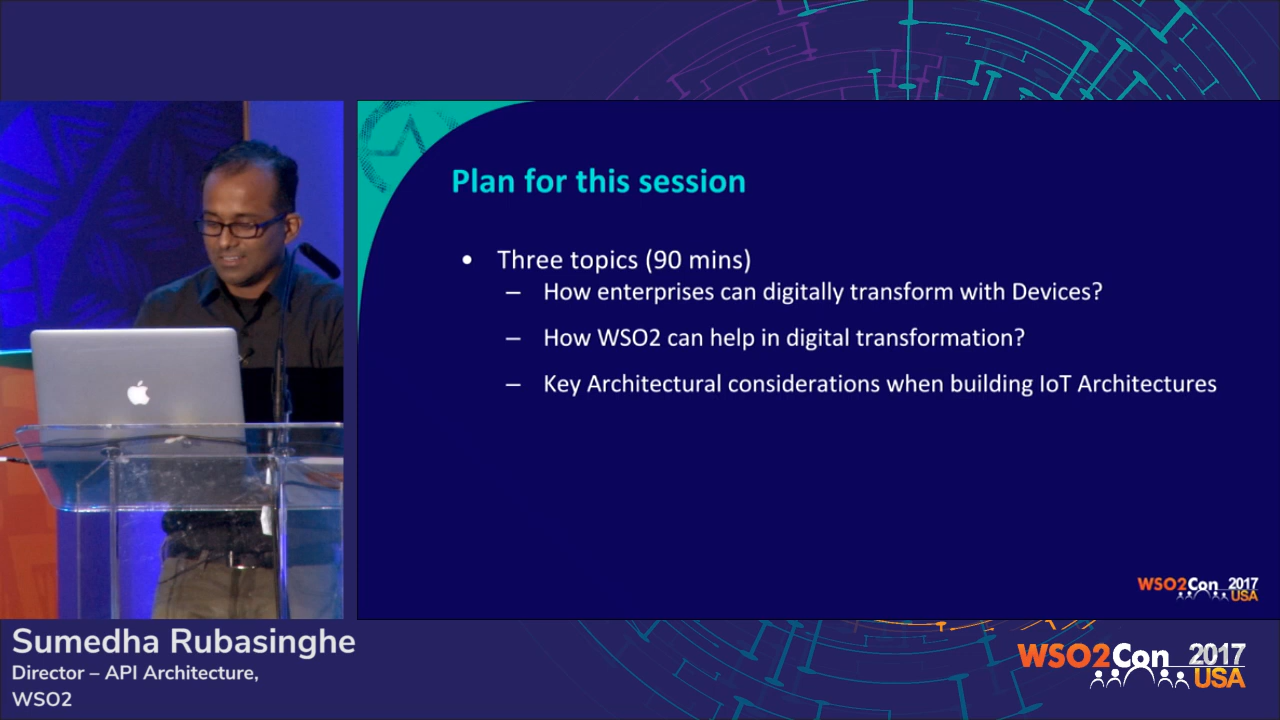 Plan for this session
• Three topics (90 mins)
– How enterprises can digitally transform with Devices?
– How WSO2 can help in digital transformation?
– Key Architectural considerations when building IoT Architectures
WSO2Con 2017
USA
Sumedha Rubasinghe
Director – API Architecture,
WSO2
WSO2Con 2017
USA